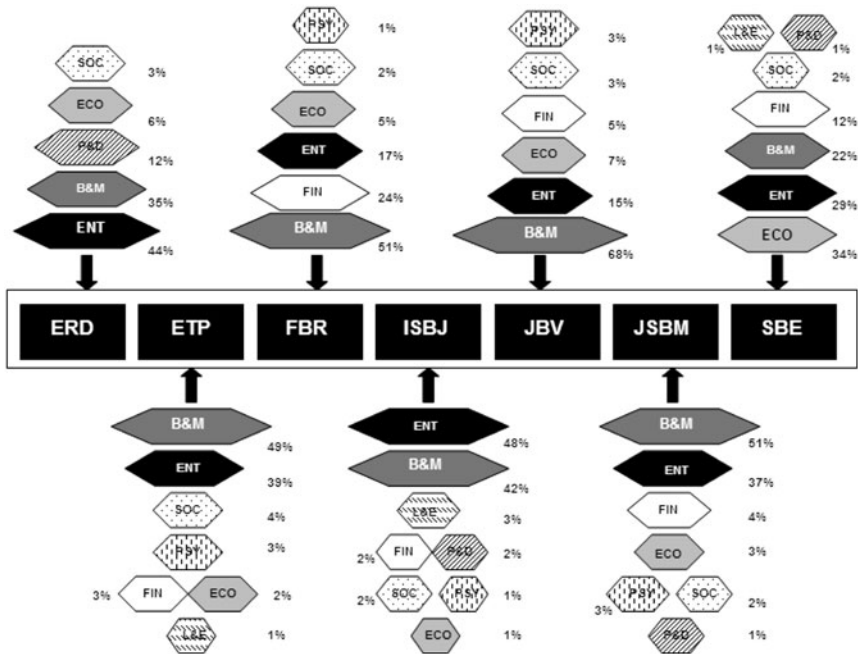 SOC 3%
ECO 6%
P&D 12%
B&M 35%
ENT 44%
PSY 1%
SOC 2%
ECO 5%
ENT 17%
FIN 24%
B&M 51%
PSY 3%
SOC 3%
FIN 5%
ECO 7%
ENT 15%
B&M 68%
L&E P&D
1% 1%
SOC 2%
FIN 12%
B&M 22%
ENT 29%
ECO 34%
ERD ETP FBR ISBJ JBV JSBM SBE
B&M 49%
ENT 39%
SOC 4%
PSY 3%
3% FIN ECO 2%
L&E 1%
ENT 48%
B&M 42%
L&E 3%
2% FIN P&D 2%
2% SOC PSY 1%
ECO 1%
B&M 51%
ENT 37%
FIN 4%
ECO 3%
3% PSY SOC 2%
P&D 1%